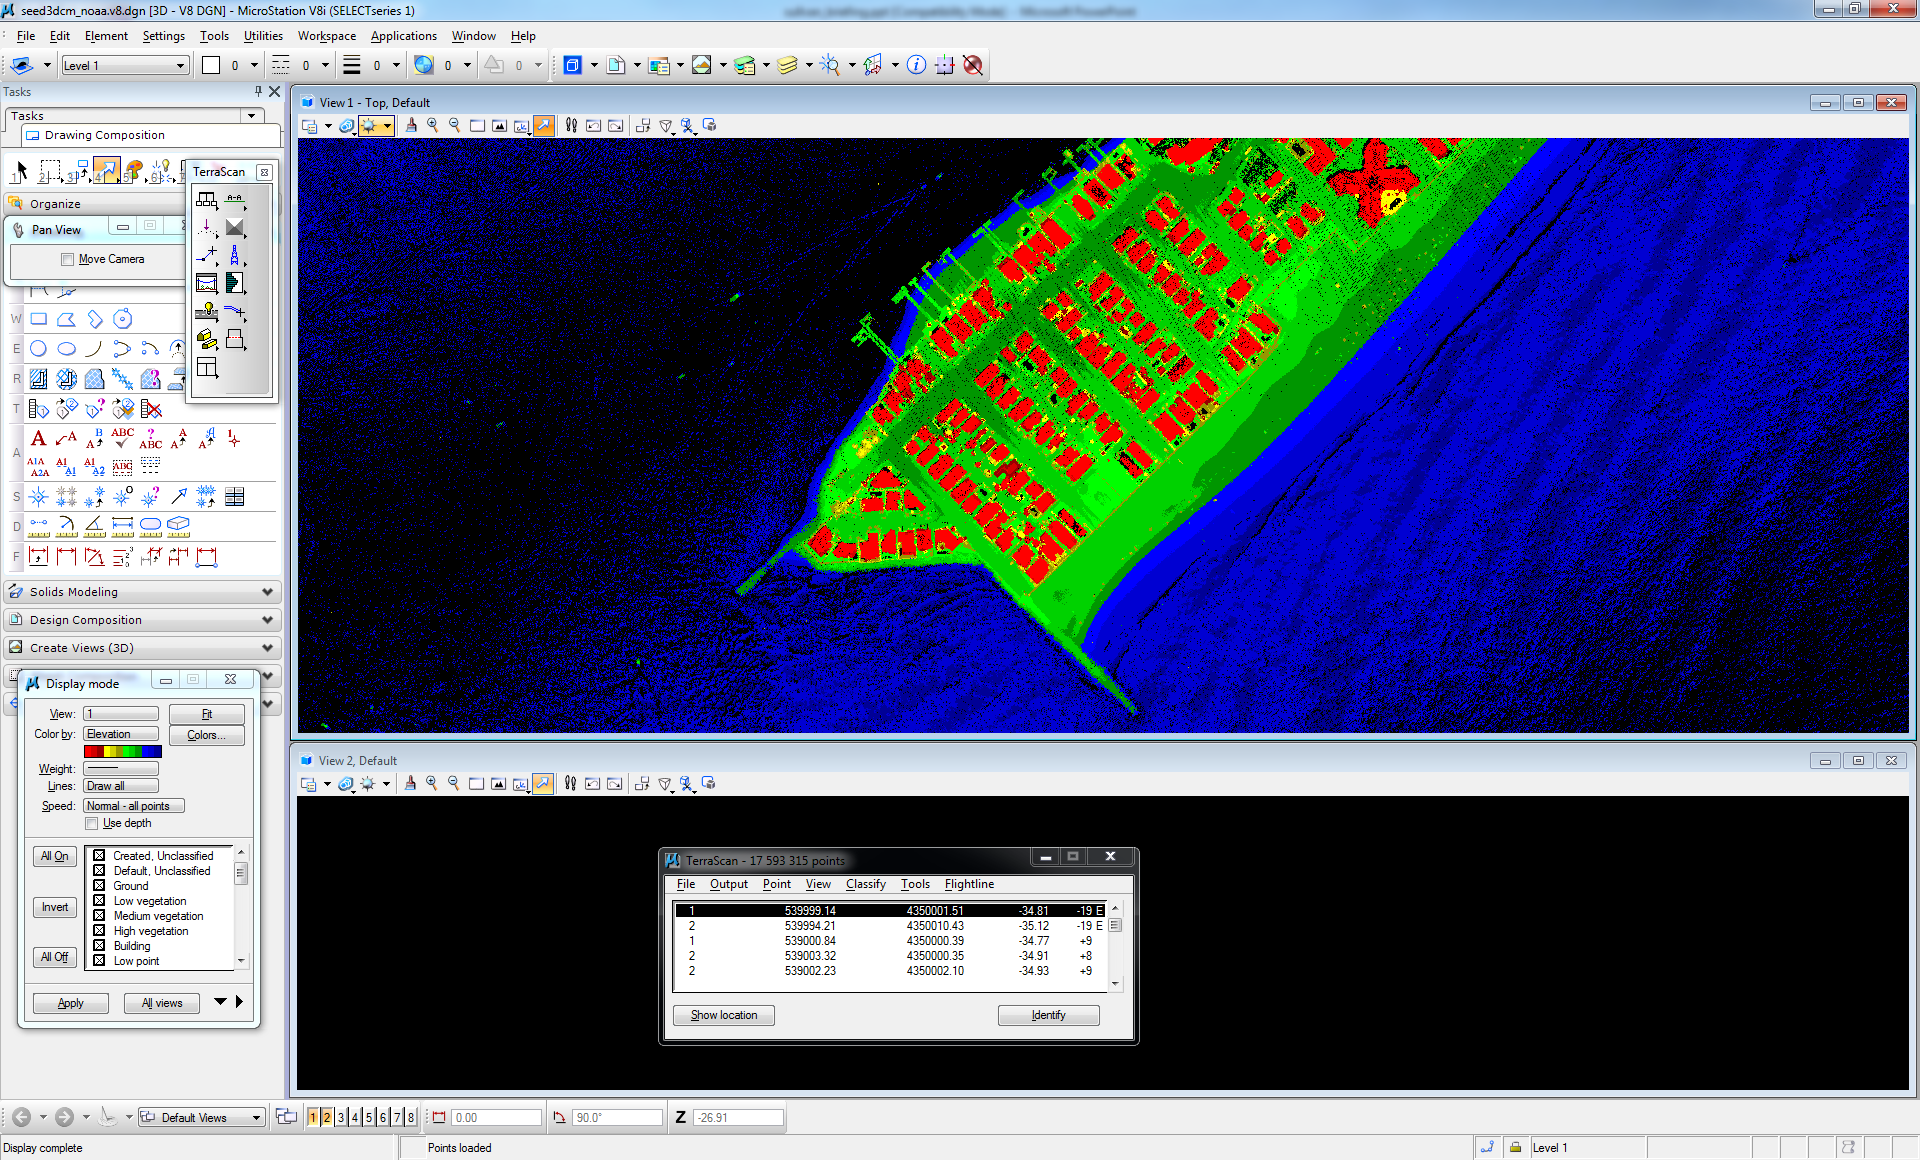 seed3dcm_noaa.v8.dgn [3D - V8 DGN] - MicroStation V8i (SELECTseries 1)
File Edit Element Settings Tools Utilities Workspace Applications Window Help
Level 1 0 0 0 0 0
Tasks
Tasks
Drawing Composition
TerraScan
Organize
Pan View
Move Camera
W
E
R
T
A
S
D
F
Solids Modeling
Design Composition
Create Views (3D)
Display mode
View: 1 Fit
Color by: Elevation Colors...
Weight:
Lines: Draw all
Speed: Normal - all points
Use depth
All On
Invert
All Off
Created, Unclassified
Default, Unclassified
Ground
Low vegetation
Medium vegetation
High vegetation
Building
Low point
Apply All views
View 1 - Top, Default
View 2, Default
TerraScan - 17 593 315 points
File Output Point View Classify Tools Flightline
1 539999.14 4350001.51 -34.81 -19 E
2 539994.21 4350010.43 -35.12 -19 E
1 539000.84 4350000.39 -34.77 +9
2 539003.32 4350000.35 -34.91 +8
2 539002.23 4350002.10 -34.93 +9
Show location Identify
Default Views 1 2 3 4 5 6 7 8 0.00 90.0° Z -26.91
Display complete Points loaded Level 1